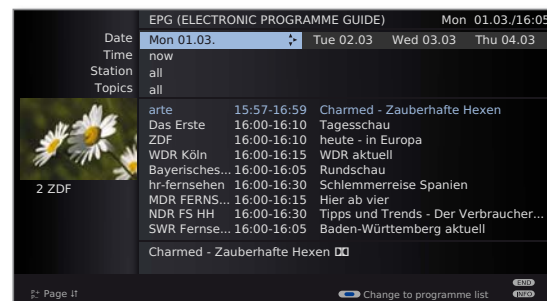 EPG (ELECTRONIC PROGRAMME GUIDE) Mon 01.03./16:05
Date Mon 01.03. Tue 02.03 Wed 03.03 Thu 04.03
Time now
Station all
Topics all
arte 15:57-16:59 Charmed - Zauberhafte Hexen
Das Erste 16:00-16:10 Tagesschau
ZDF 16:00-16:10 heute - in Europa
WDR Köln 16:00-16:15 WDR aktuell
Bayerisches... 16:00-16:05 Rundschau
hr-fernsehen 16:00-16:30 Schlemmerreise Spanien
MDR FERNS... 16:00-16:15 Hier ab vier
NDR FS HH 16:00-16:30 Tipps und Trends - Der Verbraucher...
SWR Fernse... 16:00-16:05 Baden-Württemberg aktuell
2 ZDF
Charmed - Zauberhafte Hexen
END
P+ P- Page Change to programme list INFO